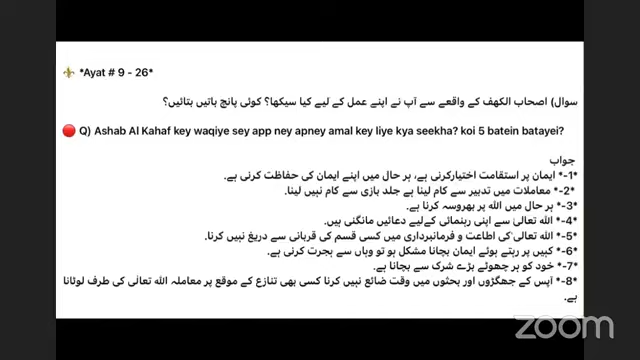 ⚜️ *Ayat # 9 - 26*
سوال) اصحاب الکھف کے واقعے سے آپ نے اپنے عمل کے لیے کیا سیکھا؟ کوئی پانچ باتیں بتائیں؟
🔴 Q) Ashab Al Kahaf key waqiye sey app ney apney amal key liye kya seekha? koi 5 batein batayei?
جواب
*1-* ایمان پر استقامت اختیارکرنی ہے، ہر حال میں اپنے ایمان کی حفاظت کرنی ہے.
*2-* معاملات میں تدبیر سے کام لینا ہے جلد بازی سے کام نہیں لینا.
*3-* ہر حال میں اللہ پر بھروسہ کرنا ہے.
*4-* اللہ تعالیٰ سے اپنی رہنمائی کےلیے دعائیں مانگنی ہیں.
*5-* اللہ تعالیٰ کی اطاعت و فرمانبرداری میں کسی قسم کی قربانی سے دریغ نہیں کرنا.
*6-* کہیں پر رہتے ہوئے ایمان بچانا مشکل ہو تو وہاں سے ہجرت کرنی ہے.
*7-* خود کو ہر چھوٹے بڑے شرک سے بچانا ہے.
*8-* آپس کے جھگڑوں اور بحثوں میں وقت ضائع نہیں کرنا کسی بھی تنازع کے موقع پر معاملہ اللہ تعالٰی کی طرف لوٹانا
ہے.
zoom